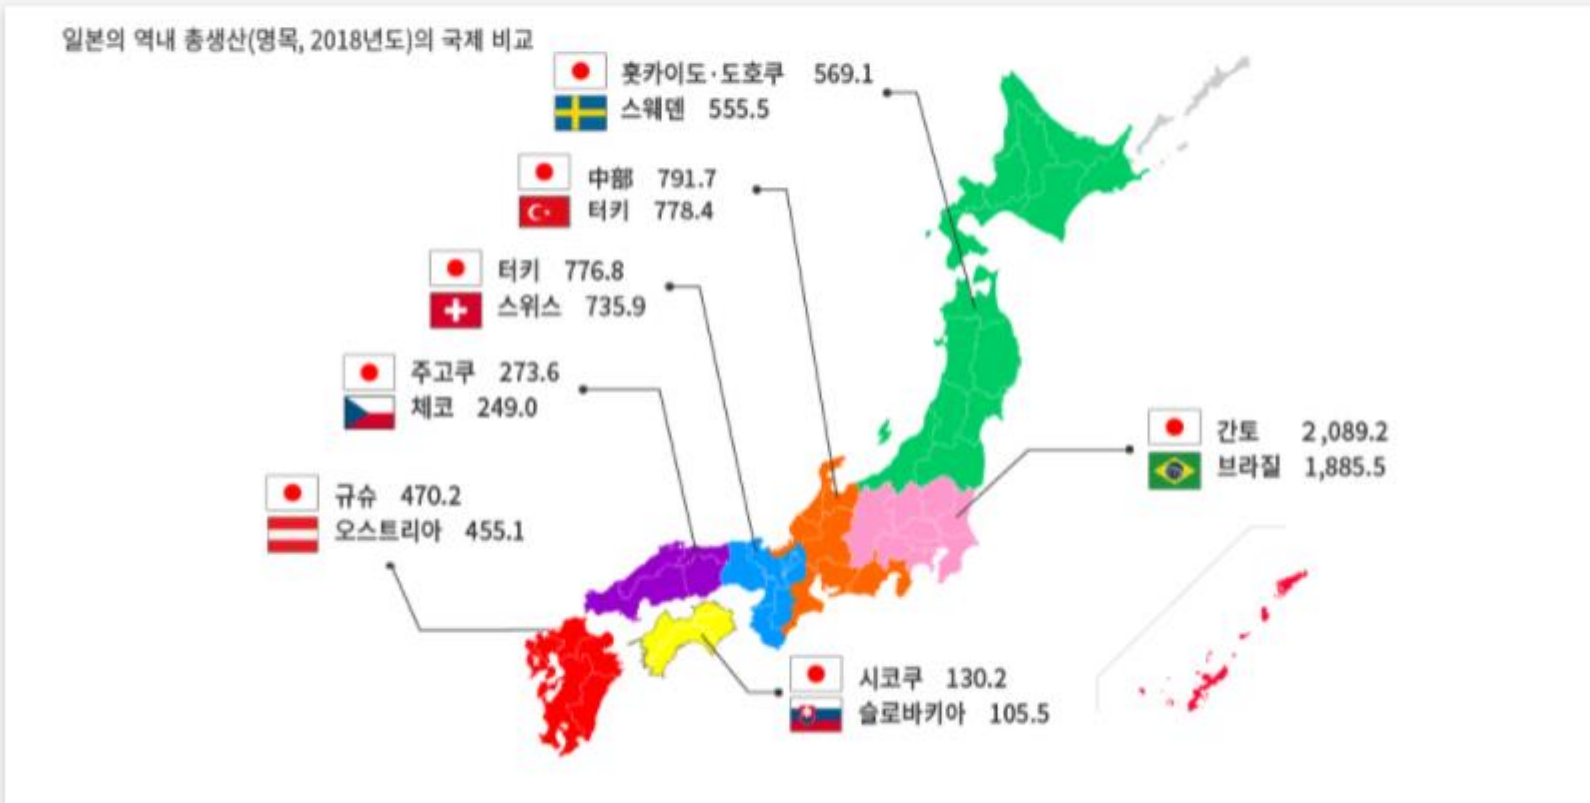 일본의 역내 총생산(명목, 2018년도)의 국제 비교
홋카이도·도호쿠 569.1
스웨덴 555.5
中部 791.7
터키 778.4
터키 776.8
스위스 735.9
주고쿠 273.6
체코 249.0
간토 2,089.2
브라질 1,885.5
규슈 470.2
오스트리아 455.1
시코쿠 130.2
슬로바키아 105.5